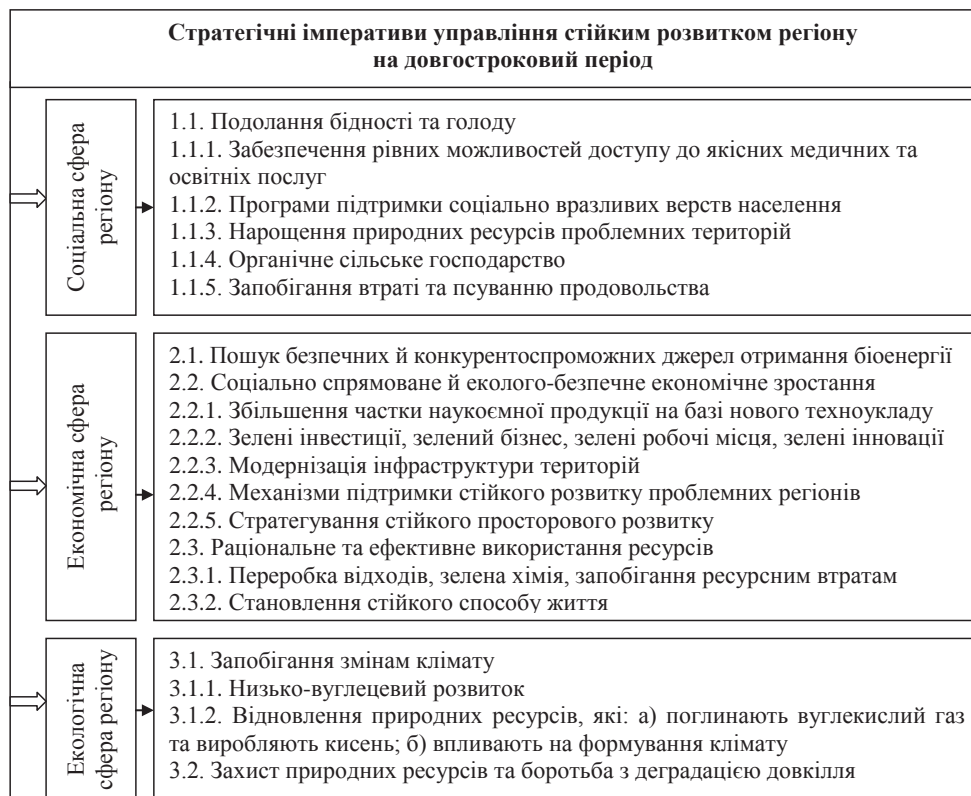 Стратегічні імперативи управління стійким розвитком регіону
на довгостроковий період
Соціальна сфера
регіону
1.1. Подолання бідності та голоду
1.1.1. Забезпечення рівних можливостей доступу до якісних медичних та
освітніх послуг
1.1.2. Програми підтримки соціально вразливих верств населення
1.1.3. Нарощення природних ресурсів проблемних територій
1.1.4. Органічне сільське господарство
1.1.5. Запобігання втраті та псуванню продовольства
Економічна сфера
регіону
2.1. Пошук безпечних й конкурентоспроможних джерел отримання біоенергії
2.2. Соціально спрямоване й еколого-безпечне економічне зростання
2.2.1. Збільшення частки наукоємної продукції на базі нового техноукладу
2.2.2. Зелені інвестиції, зелений бізнес, зелені робочі місця, зелені інновації
2.2.3. Модернізація інфраструктури територій
2.2.4. Механізми підтримки стійкого розвитку проблемних регіонів
2.2.5. Стратегування стійкого просторового розвитку
2.3. Раціональне та ефективне використання ресурсів
2.3.1. Переробка відходів, зелена хімія, запобігання ресурсним втратам
2.3.2. Становлення стійкого способу життя
Екологічна
сфера регіону
3.1. Запобігання змінам клімату
3.1.1. Низько-вуглецевий розвиток
3.1.2. Відновлення природних ресурсів, які: а) поглинають вуглекислий газ
та виробляють кисень; б) впливають на формування клімату
3.2. Захист природних ресурсів та боротьба з деградацією довкілля